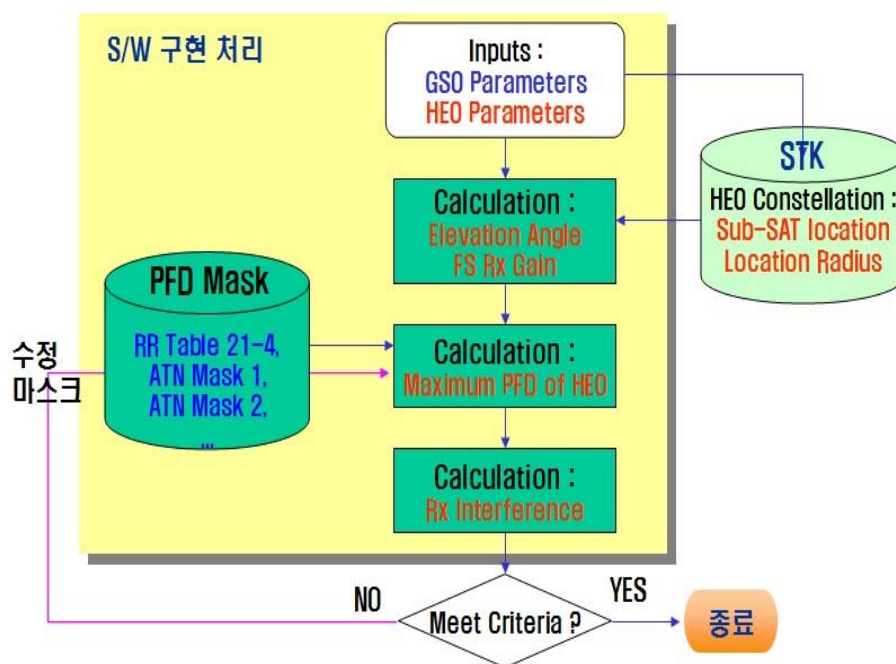 S/W 구현 처리
Inputs :
GSO Parameters
HEO Parameters
STK
HEO Constellation :
Sub-SAT location
Location Radius
Calculation :
Elevation Angle
FS Rx Gain
PFD Mask
RR Table 21-4,
ATN Mask 1,
ATN Mask 2,
...
수정
마스크
Calculation :
Maximum PFD of HEO
Calculation :
Rx Interference
NO
YES
Meet Criteria ?
종료